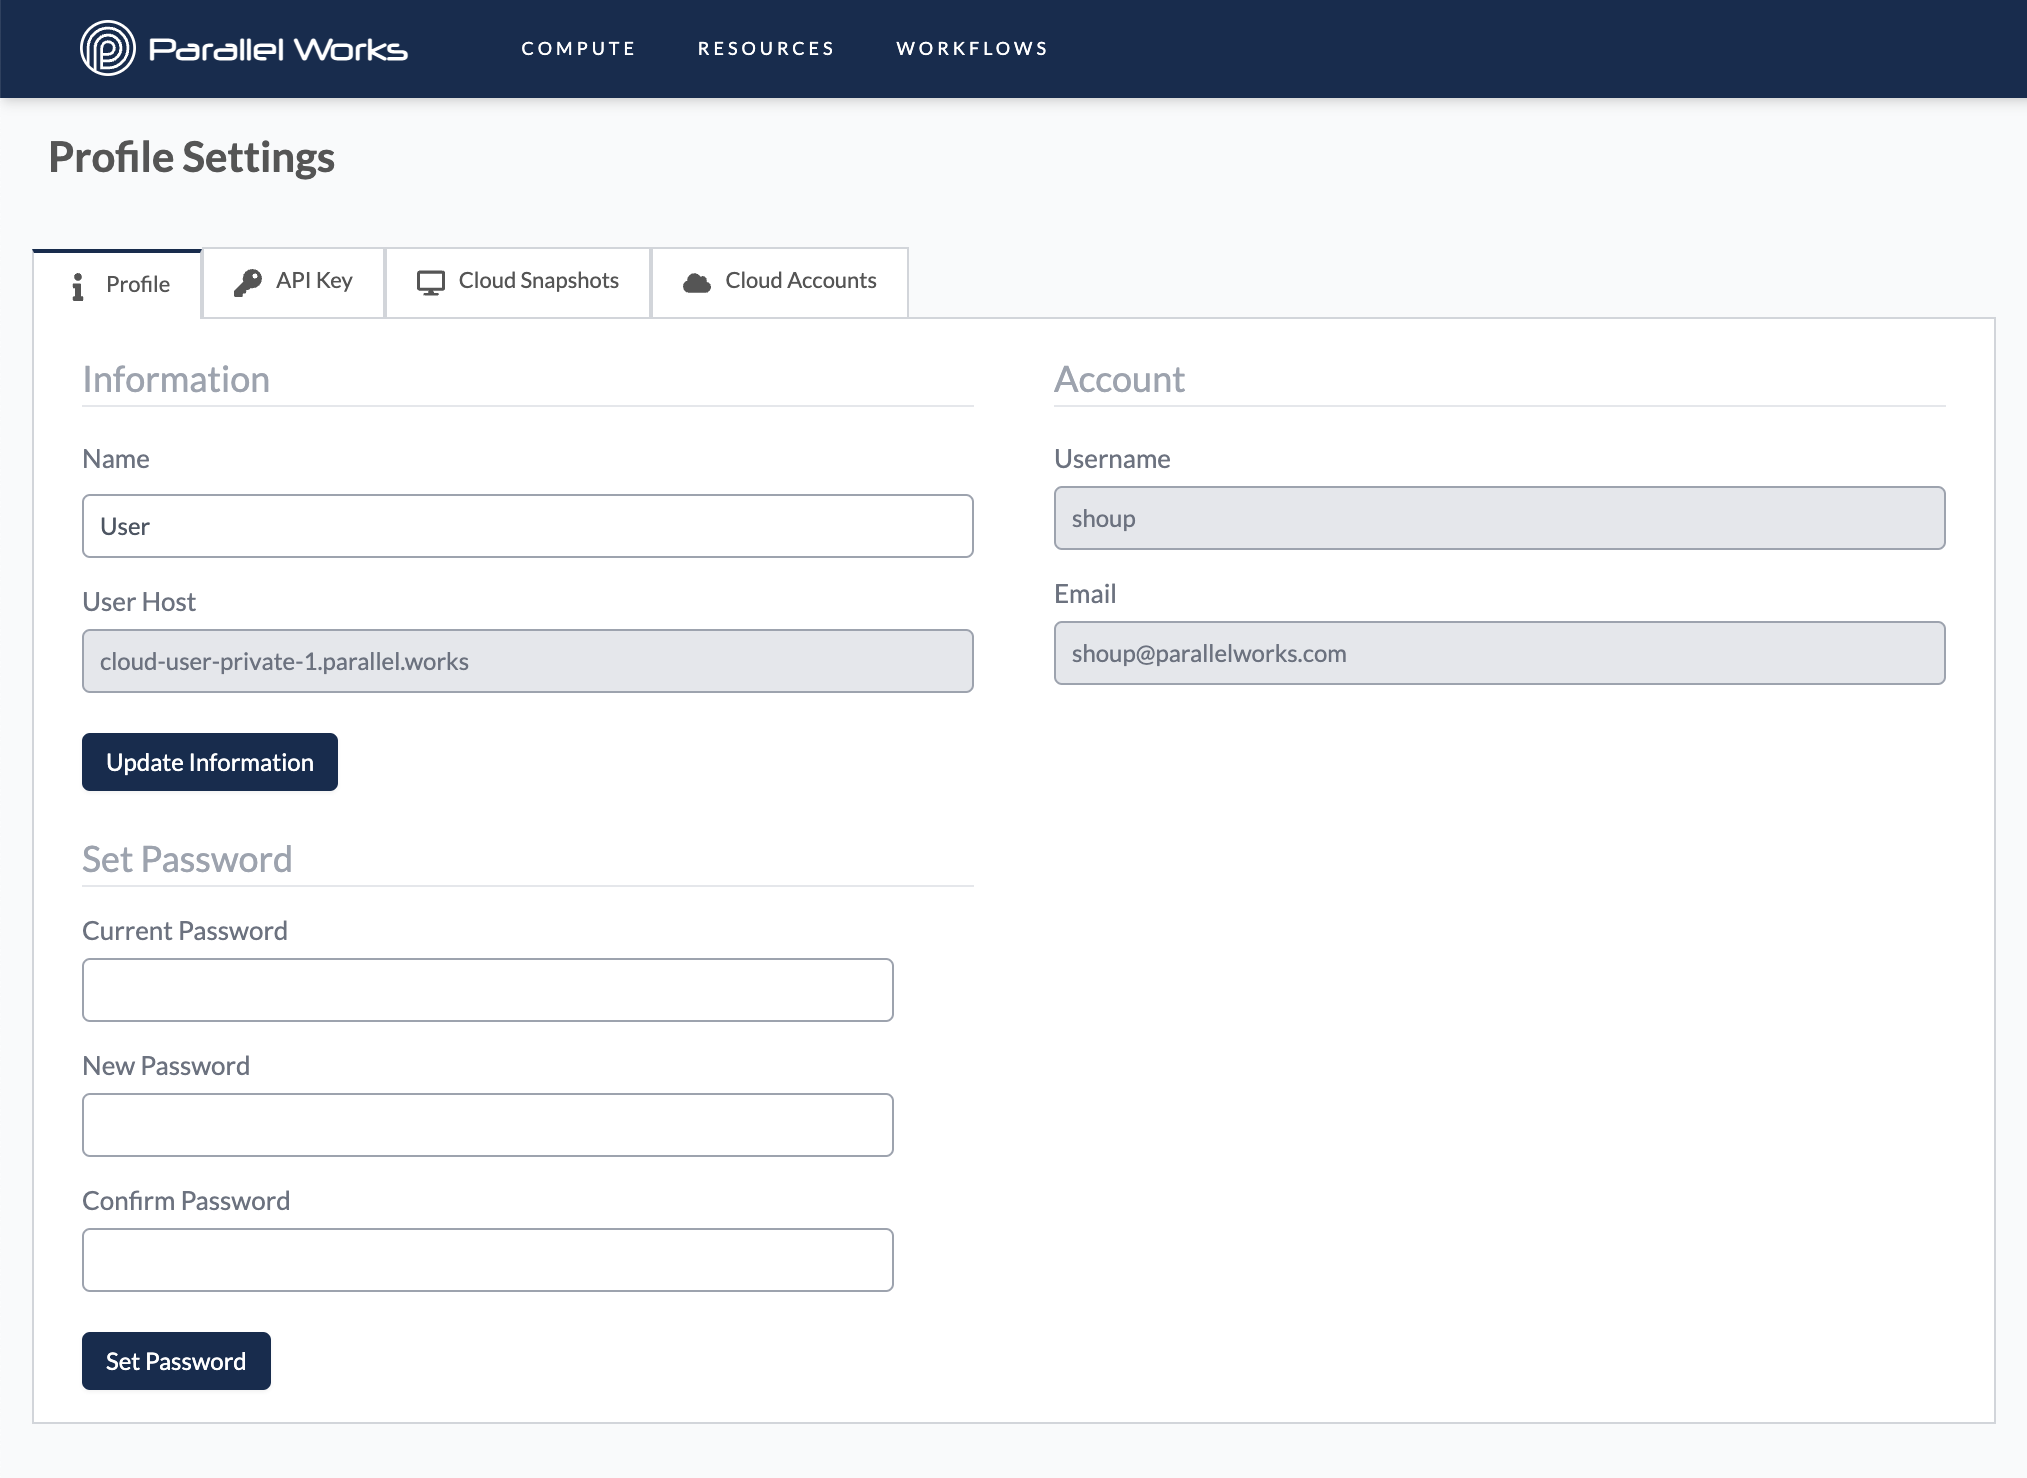 Parallel Works
COMPUTE RESOURCES WORKFLOWS
Profile Settings
Profile API Key Cloud Snapshots Cloud Accounts
Information
Name
User
User Host
cloud-user-private-1.parallel.works
Update Information
Account
Username
shoup
Email
shoup@parallelworks.com
Set Password
Current Password
New Password
Confirm Password
Set Password